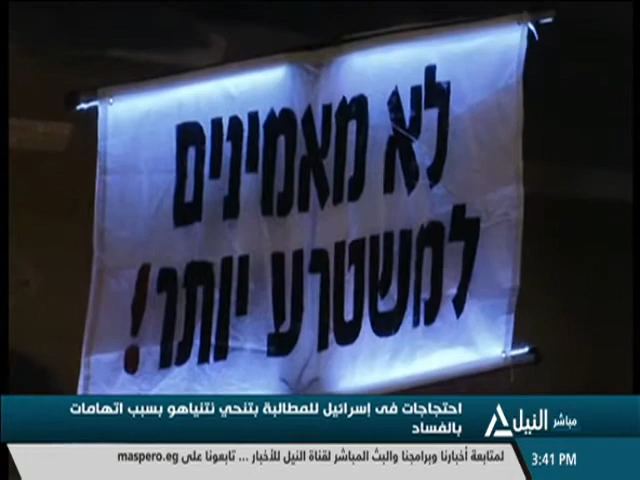 לא מאמינים
למשטרע יותר!
احتجاجات فى إسرائيل للمطالبة بتنحي نتنياهو بسبب اتهامات
بالفساد
مباشر النيل
لمتابعة أخبارنا وبرامجنا والبث المباشر لقناة النيل للأخبار ... تابعونا على maspero.eg
3:41 PM